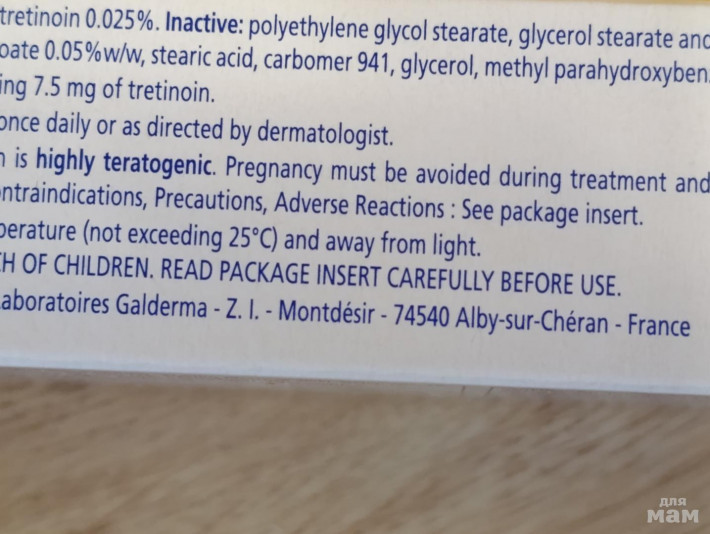 tretinoin 0.025%. Inactive: polyethylene glycol stearate, glycerol stearate and
oate 0.05%w/w, stearic acid, carbomer 941, glycerol, methyl parahydroxyben
ing 7.5 mg of tretinoin.
once daily or as directed by dermatologist.
n is highly teratogenic. Pregnancy must be avoided during treatment and
ntraindications, Precautions, Adverse Reactions : See package insert.
perature (not exceeding 25°C) and away from light.
CH OF CHILDREN. READ PACKAGE INSERT CAREFULLY BEFORE USE.
Laboratoires Galderma - Z. I. - Montdésir - 74540 Alby-sur-Chéran - France
для
мам